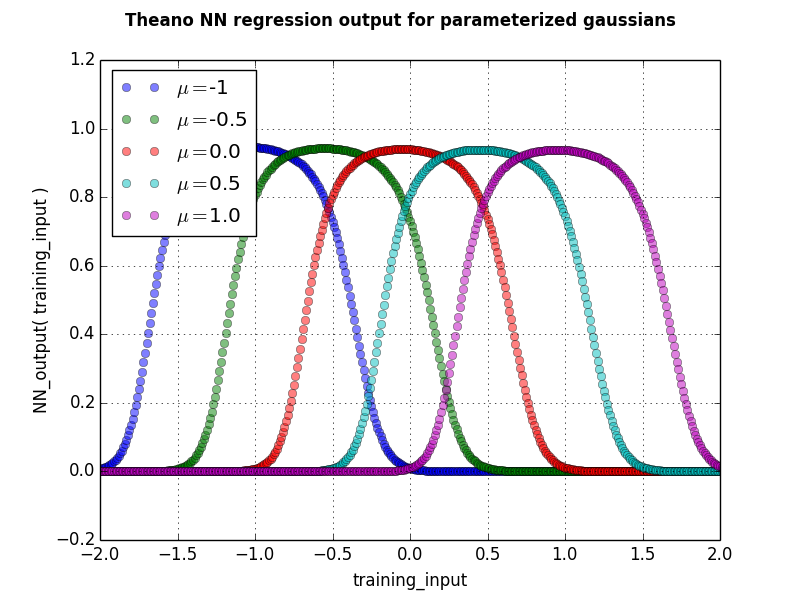 Theano NN regression output for parameterized gaussians
1.2
1.0
0.8
0.6
0.4
0.2
0.0
−0.2
NN_output( training_input )
μ=-1
μ=-0.5
μ=0.0
μ=0.5
μ=1.0
−2.0 −1.5 −1.0 −0.5 0.0 0.5 1.0 1.5 2.0
training_input